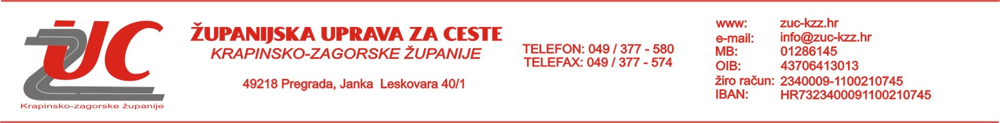 ŽUC
Krapinsko-zagorske županije
ŽUPANIJSKA UPRAVA ZA CESTE
KRAPINSKO-ZAGORSKE ŽUPANIJE
49218 Pregrada, Janka Leskovara 40/1
TELEFON: 049 / 377 - 580
TELEFAX: 049 / 377 - 574
www: zuc-kzz.hr
e-mail: info@zuc-kzz.hr
MB: 01286145
OIB: 43706413013
žiro račun: 2340009-1100210745
IBAN: HR7323400091100210745